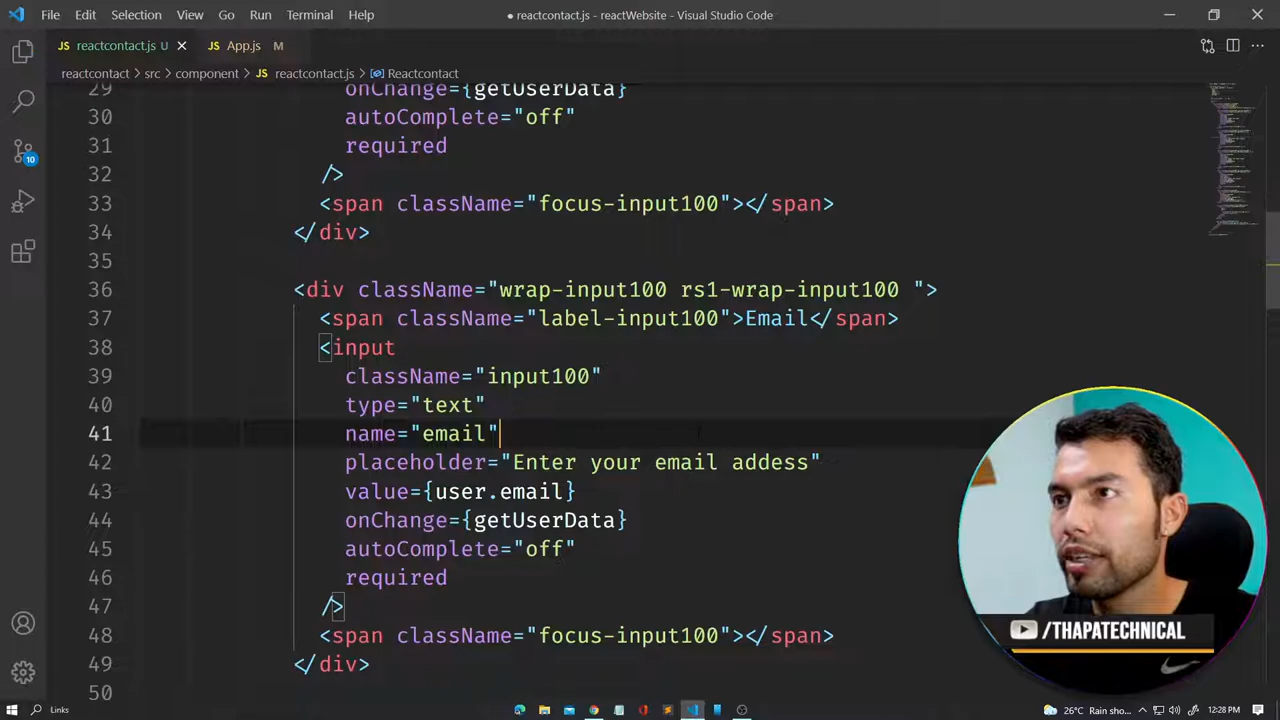 File Edit Selection View Go Run Terminal Help
● reactcontact.js - reactWebsite - Visual Studio Code
JS reactcontact.js U
JS App.js M
reactcontact > src > component > JS reactcontact.js > Reactcontact
29 onChange={getUserData}
30 autoComplete="off"
31 required
32 />
33 <span className="focus-input100"></span>
34 </div>
35
36 <div className="wrap-input100 rs1-wrap-input100 ">
37 <span className="label-input100">Email</span>
38 <input
39 className="input100"
40 type="text"
41 name="email"
42 placeholder="Enter your email addess"
43 value={user.email}
44 onChange={getUserData}
45 autoComplete="off"
46 required
47 />
48 <span className="focus-input100"></span>
49 </div>
50
10
/THAPATECHNICAL
Links
26°C Rain sho...
12:28 PM